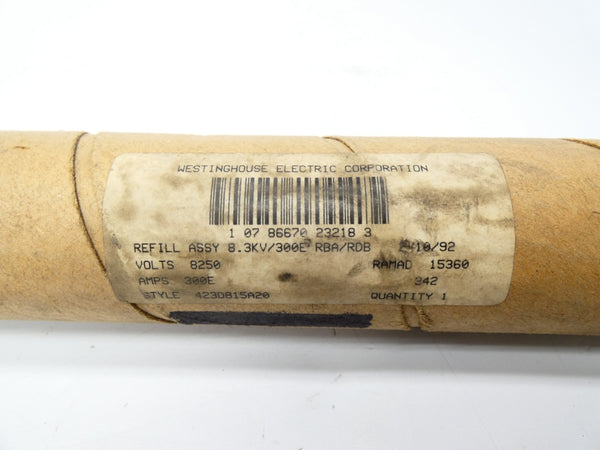 WESTINGHOUSE ELECTRIC CORPORATION
1 07 86670 23218 3
REFILL ASSY 8.3KV/300E RBA/RDB
VOLTS 8250 RAMAD 15360
AMPS 300E 342
STYLE 423D815A20 QUANTITY 1